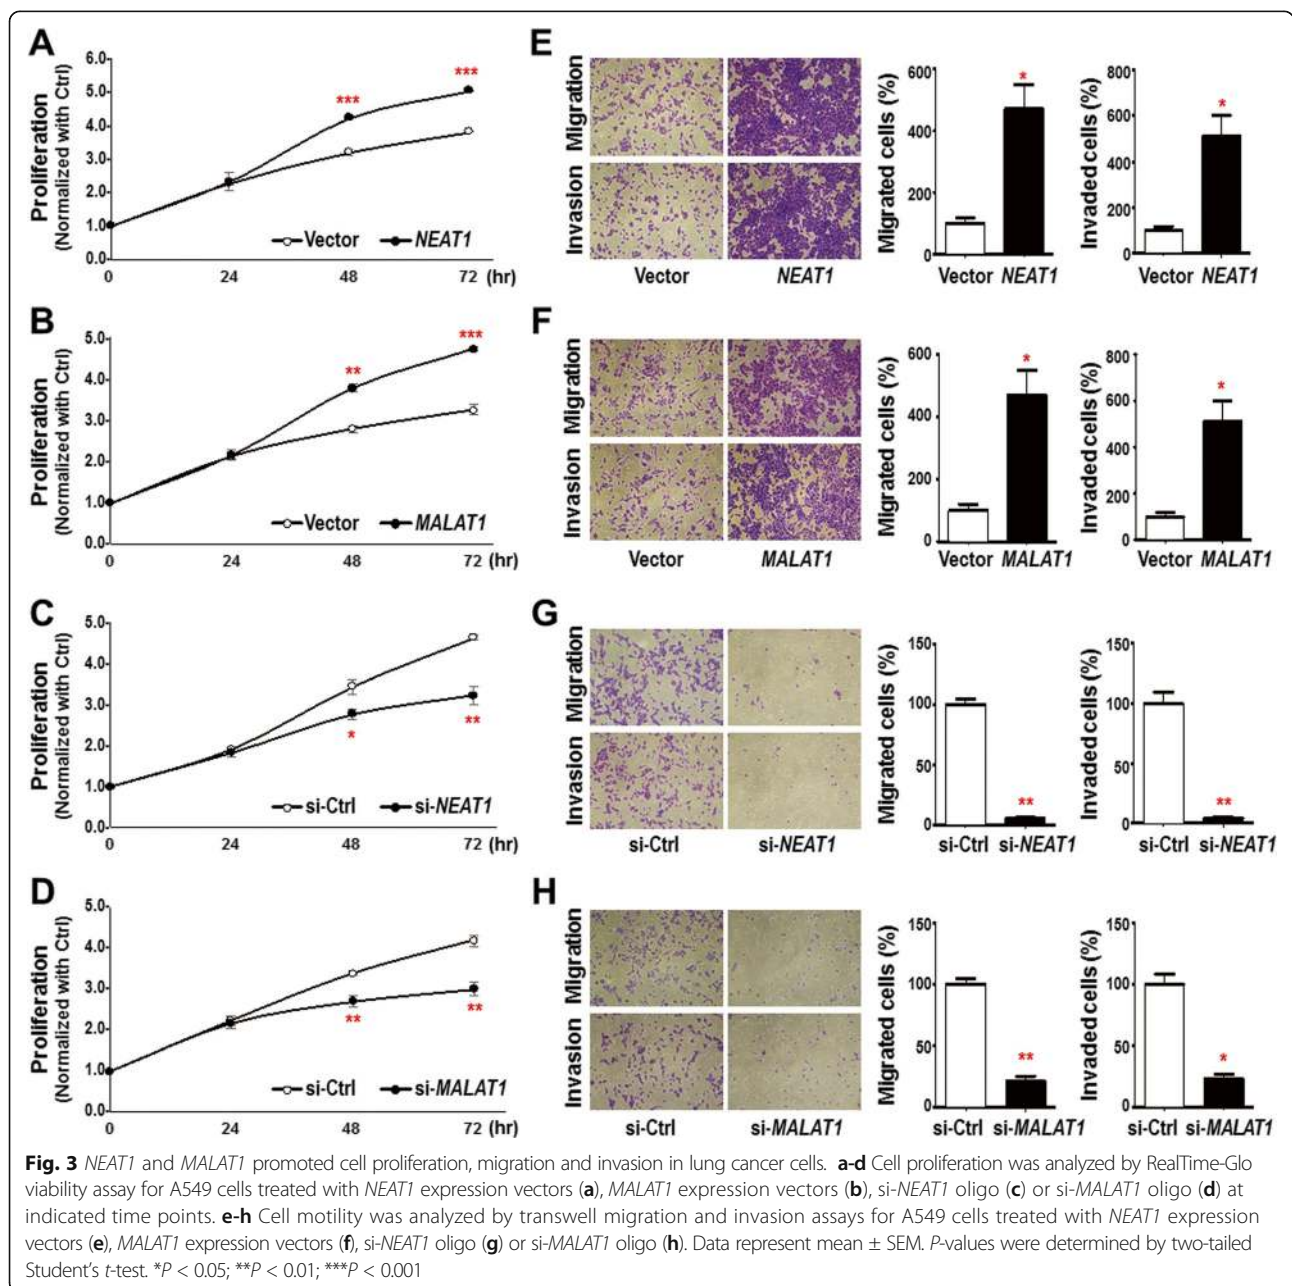 A
Proliferation
(Normalized with Ctrl)
6.0
5.0
4.0
3.0
2.0
1.0
0.0
***
***
Vector NEAT1
0 24 48 72 (hr)
B
Proliferation
(Normalized with Ctrl)
5.0
4.0
3.0
2.0
1.0
0.0
**
***
Vector MALAT1
0 24 48 72 (hr)
C
Proliferation
(Normalized with Ctrl)
5.0
4.0
3.0
2.0
1.0
0.0
*
**
si-Ctrl si-NEAT1
0 24 48 72 (hr)
D
Proliferation
(Normalized with Ctrl)
5.0
4.0
3.0
2.0
1.0
0.0
**
**
si-Ctrl si-MALAT1
0 24 48 72 (hr)
E
Migration
Invasion
Vector NEAT1
Migrated cells (%)
600
400
200
0
*
Vector NEAT1
Invaded cells (%)
800
600
400
200
0
*
Vector NEAT1
F
Migration
Invasion
Vector MALAT1
Migrated cells (%)
600
400
200
0
*
Vector MALAT1
Invaded cells (%)
800
600
400
200
0
*
Vector MALAT1
G
Migration
Invasion
si-Ctrl si-NEAT1
Migrated cells (%)
150
100
50
0
**
si-Ctrl si-NEAT1
Invaded cells (%)
150
100
50
0
**
si-Ctrl si-NEAT1
H
Migration
Invasion
si-Ctrl si-MALAT1
Migrated cells (%)
150
100
50
0
**
si-Ctrl si-MALAT1
Invaded cells (%)
150
100
50
0
*
si-Ctrl si-MALAT1
Fig. 3 NEAT1 and MALAT1 promoted cell proliferation, migration and invasion in lung cancer cells. a-d Cell proliferation was analyzed by RealTime-Glo
viability assay for A549 cells treated with NEAT1 expression vectors (a), MALAT1 expression vectors (b), si-NEAT1 oligo (c) or si-MALAT1 oligo (d) at
indicated time points. e-h Cell motility was analyzed by transwell migration and invasion assays for A549 cells treated with NEAT1 expression
vectors (e), MALAT1 expression vectors (f), si-NEAT1 oligo (g) or si-MALAT1 oligo (h). Data represent mean ± SEM. P-values were determined by two-tailed
Student's t-test. *P < 0.05; **P < 0.01; ***P < 0.001